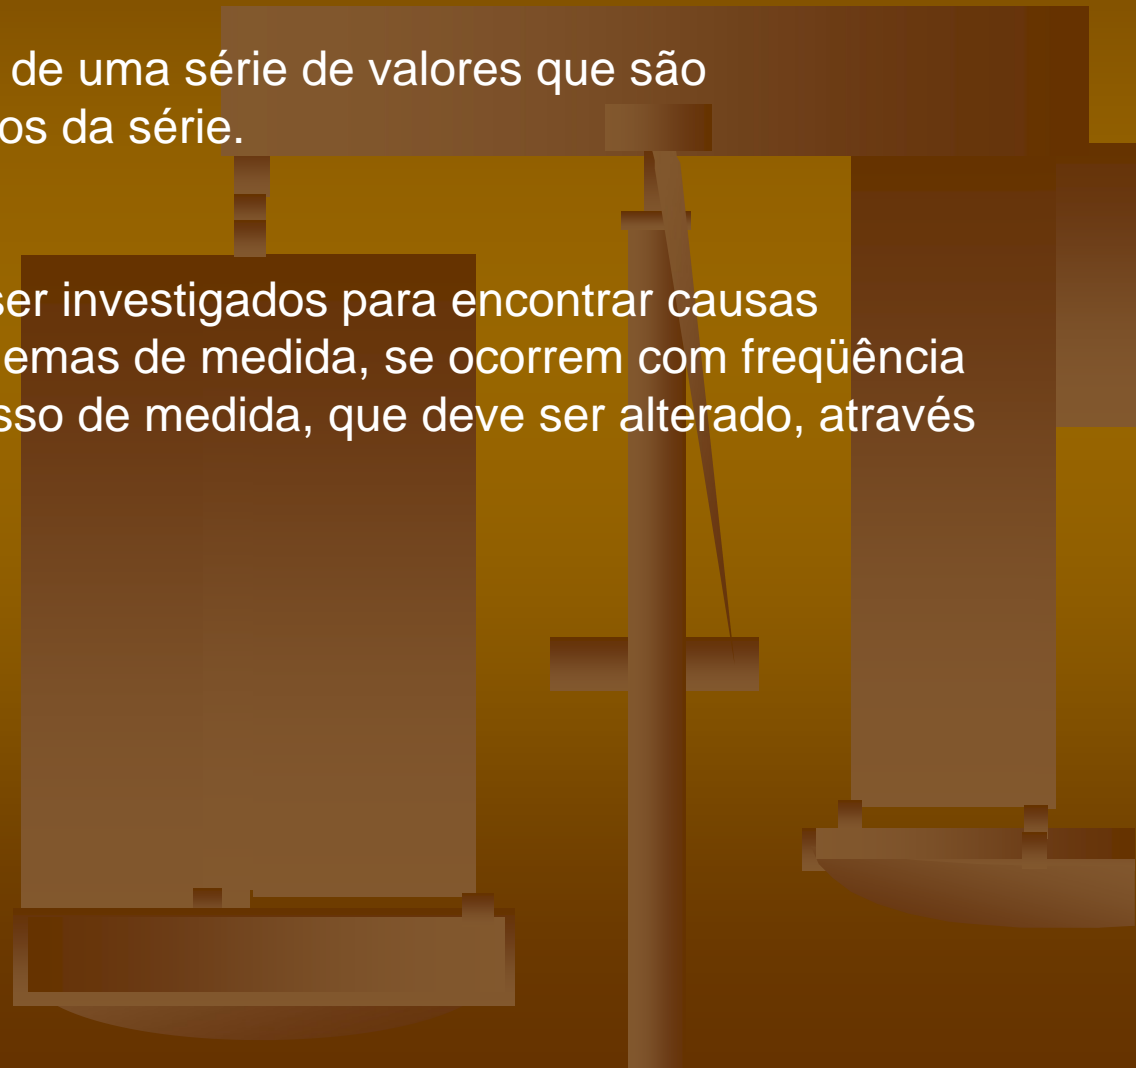 de uma série de valores que são
os da série.
ser investigados para encontrar causas
emas de medida, se ocorrem com freqüência
sso de medida, que deve ser alterado, através